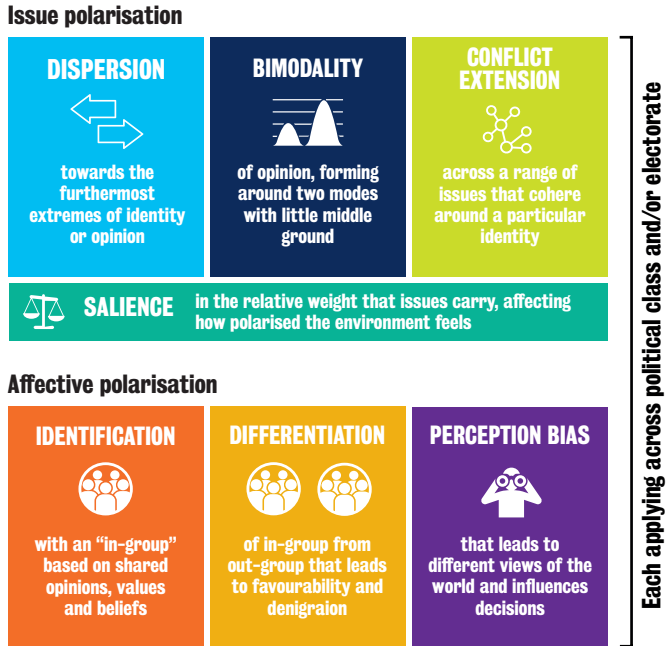 Issue polarisation
DISPERSION
towards the
furthermost
extremes of identity
or opinion
BIMODALITY
of opinion, forming
around two modes
with little middle
ground
CONFLICT
EXTENSION
across a range of
issues that cohere
around a particular
identity
SALIENCE
in the relative weight that issues carry, affecting
how polarised the environment feels
Affective polarisation
IDENTIFICATION
with an “in-group”
based on shared
opinions, values
and beliefs
DIFFERENTIATION
of in-group from
out-group that leads
to favourability and
denigraion
PERCEPTION BIAS
that leads to
different views of the
world and influences
decisions
Each applying across political class and/or electorate